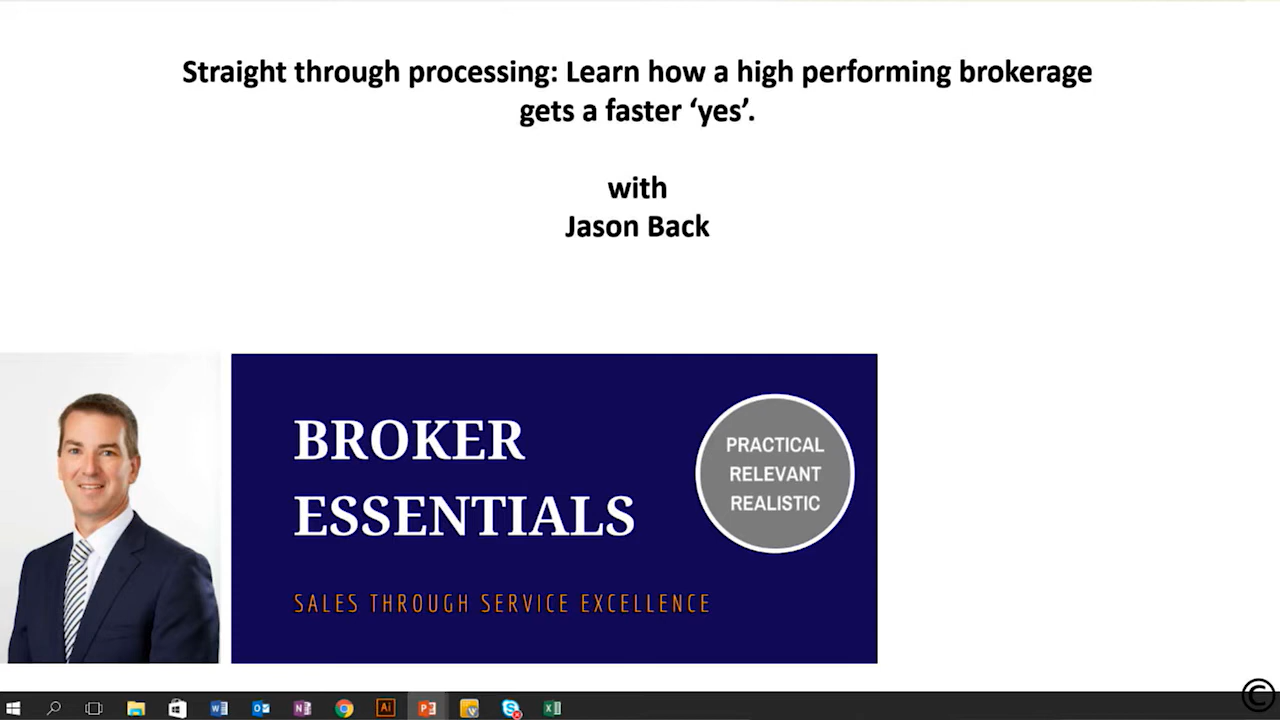 Straight through processing: Learn how a high performing brokerage
gets a faster ‘yes’.
with
Jason Back
BROKER
ESSENTIALS
PRACTICAL
RELEVANT
REALISTIC
SALES THROUGH SERVICE EXCELLENCE
©